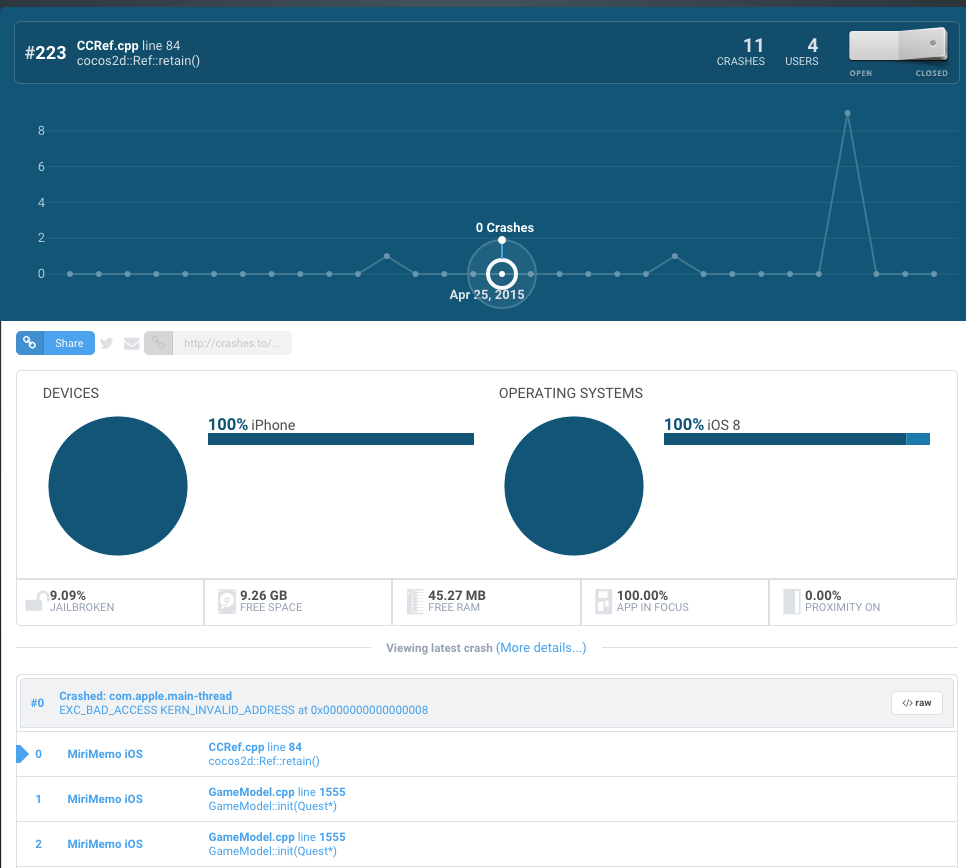 #223
CCRef.cpp line 84
cocos2d::Ref::retain()
11
CRASHES
4
USERS
OPEN
CLOSED
8
6
4
2
0
0 Crashes
Apr 25, 2015
Share
http://crashes.to/...
DEVICES
100% iPhone
OPERATING SYSTEMS
100% iOS 8
9.09%
JAILBROKEN
9.26 GB
FREE SPACE
45.27 MB
FREE RAM
100.00%
APP IN FOCUS
0.00%
PROXIMITY ON
Viewing latest crash (More details...)
#0
Crashed: com.apple.main-thread
EXC_BAD_ACCESS KERN_INVALID_ADDRESS at 0x0000000000000008
</> raw
0
MiriMemo iOS
CCRef.cpp line 84
cocos2d::Ref::retain()
1
MiriMemo iOS
GameModel.cpp line 1555
GameModel::init(Quest*)
2
MiriMemo iOS
GameModel.cpp line 1555
GameModel::init(Quest*)